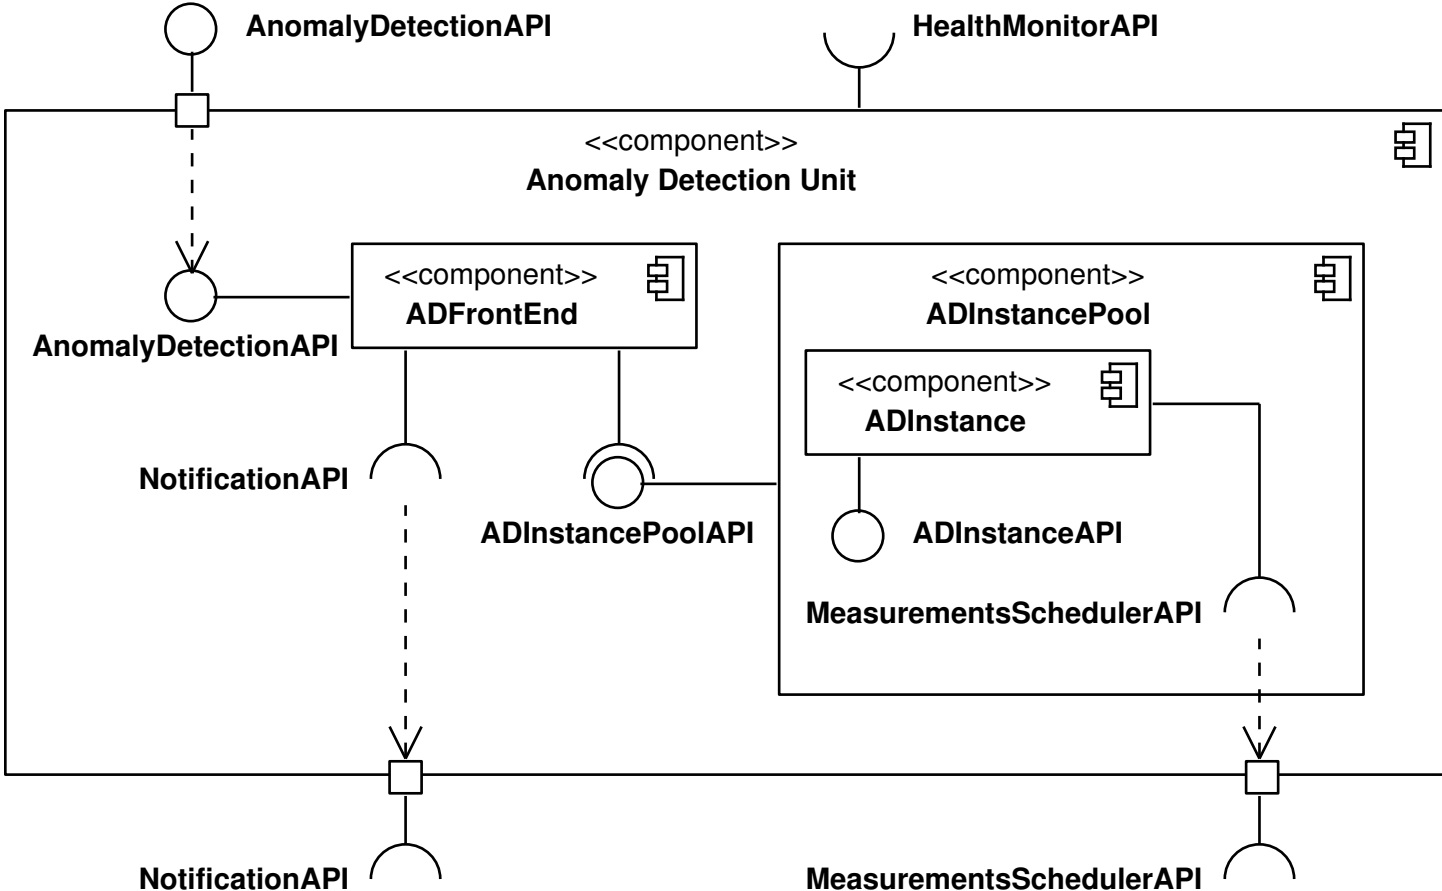 AnomalyDetectionAPI
HealthMonitorAPI
<<component>>
Anomaly Detection Unit
<<component>>
ADFrontEnd
<<component>>
ADInstancePool
AnomalyDetectionAPI
<<component>>
ADInstance
NotificationAPI
ADInstancePoolAPI
ADInstanceAPI
MeasurementsSchedulerAPI
NotificationAPI
MeasurementsSchedulerAPI